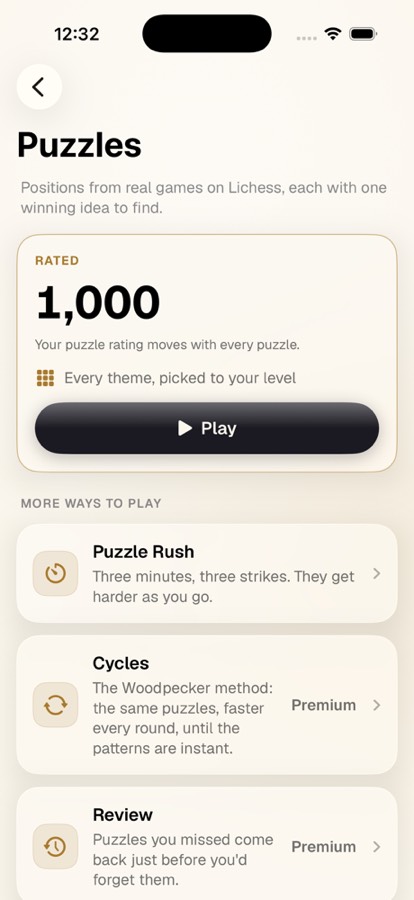 12:32
Puzzles
Positions from real games on Lichess, each with one
winning idea to find.
RATED
1,000
Your puzzle rating moves with every puzzle.
Every theme, picked to your level
Play
MORE WAYS TO PLAY
Puzzle Rush
Three minutes, three strikes. They get
harder as you go.
Cycles
The Woodpecker method:
the same puzzles, faster
every round, until the
patterns are instant.
Premium
Review
Puzzles you missed come
back just before you'd
forget them.
Premium